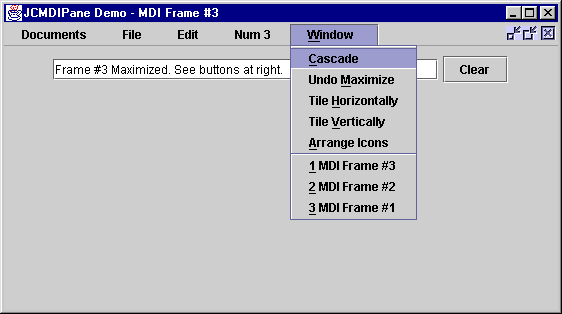 JCMDIPane Demo - MDI Frame #3
Documents File Edit Num 3 Window
Frame #3 Maximized. See buttons at right. Clear
Cascade
Undo Maximize
Tile Horizontally
Tile Vertically
Arrange Icons
1 MDI Frame #3
2 MDI Frame #2
3 MDI Frame #1